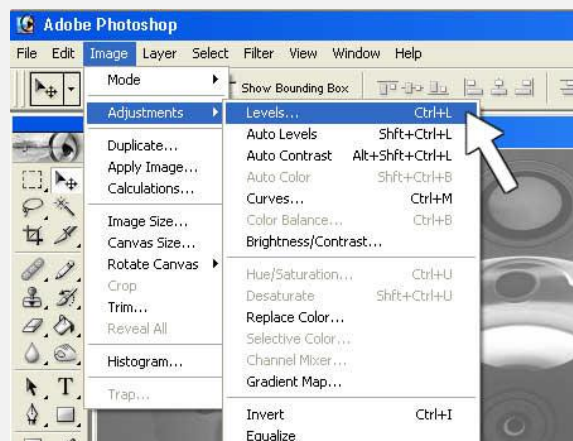 Adobe Photoshop
File Edit Image Layer Select Filter View Window Help
Show Bounding Box
Mode
Adjustments
Duplicate...
Apply Image...
Calculations...
Image Size...
Canvas Size...
Rotate Canvas
Crop
Trim...
Reveal All
Histogram...
Trap...
Levels... Ctrl+L
Auto Levels Shft+Ctrl+L
Auto Contrast Alt+Shft+Ctrl+L
Auto Color Shft+Ctrl+B
Curves... Ctrl+M
Color Balance... Ctrl+B
Brightness/Contrast...
Hue/Saturation... Ctrl+U
Desaturate Shft+Ctrl+U
Replace Color...
Selective Color...
Channel Mixer...
Gradient Map...
Invert Ctrl+I
Equalize
T